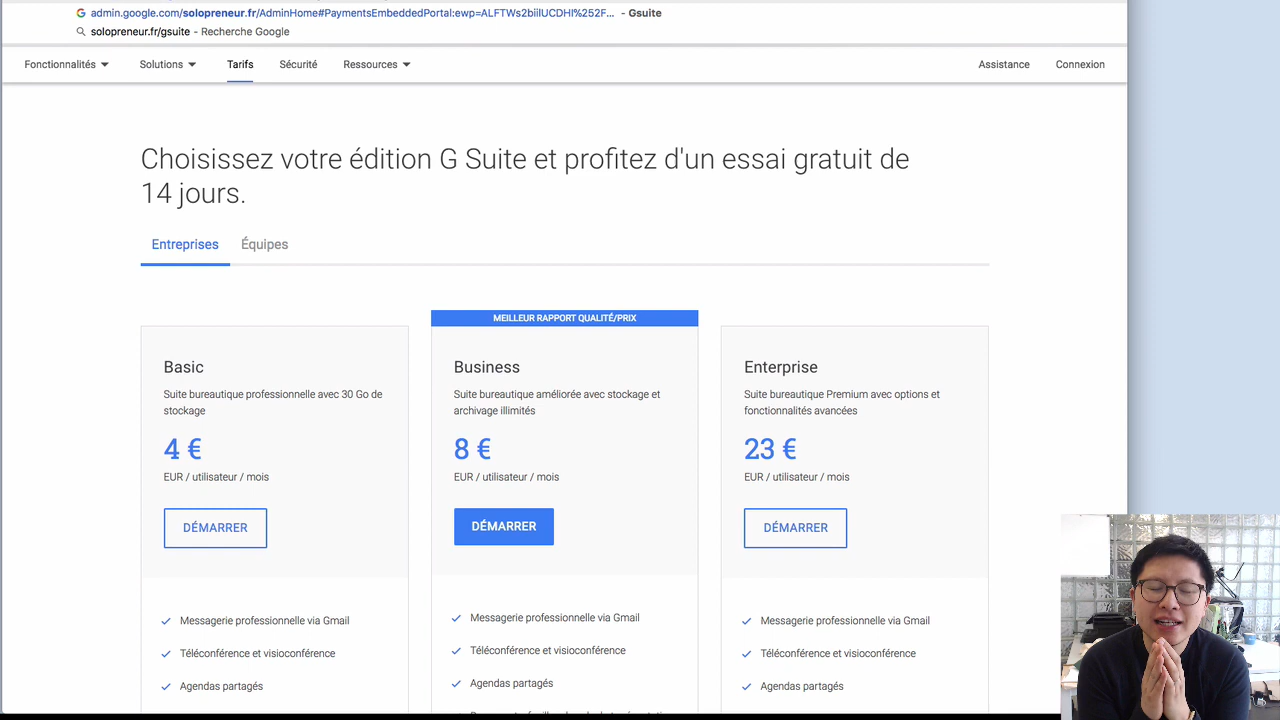 admin.google.com/solopreneur.fr/AdminHome#PaymentsEmbeddedPortal:ewp=ALFTWs2biilUCDHI%252F... - Gsuite
solopreneur.fr/gsuite - Recherche Google
Fonctionnalités Solutions Tarifs Sécurité Ressources Assistance Connexion
Choisissez votre édition G Suite et profitez d'un essai gratuit de
14 jours.
Entreprises Équipes
MEILLEUR RAPPORT QUALITÉ/PRIX
Basic
Suite bureautique professionnelle avec 30 Go de
stockage
4 €
EUR / utilisateur / mois
DÉMARRER
Messagerie professionnelle via Gmail
Téléconférence et visioconférence
Agendas partagés
Business
Suite bureautique améliorée avec stockage et
archivage illimités
8 €
EUR / utilisateur / mois
DÉMARRER
Messagerie professionnelle via Gmail
Téléconférence et visioconférence
Agendas partagés
Enterprise
Suite bureautique Premium avec options et
fonctionnalités avancées
23 €
EUR / utilisateur / mois
DÉMARRER
Messagerie professionnelle via Gmail
Téléconférence et visioconférence
Agendas partagés